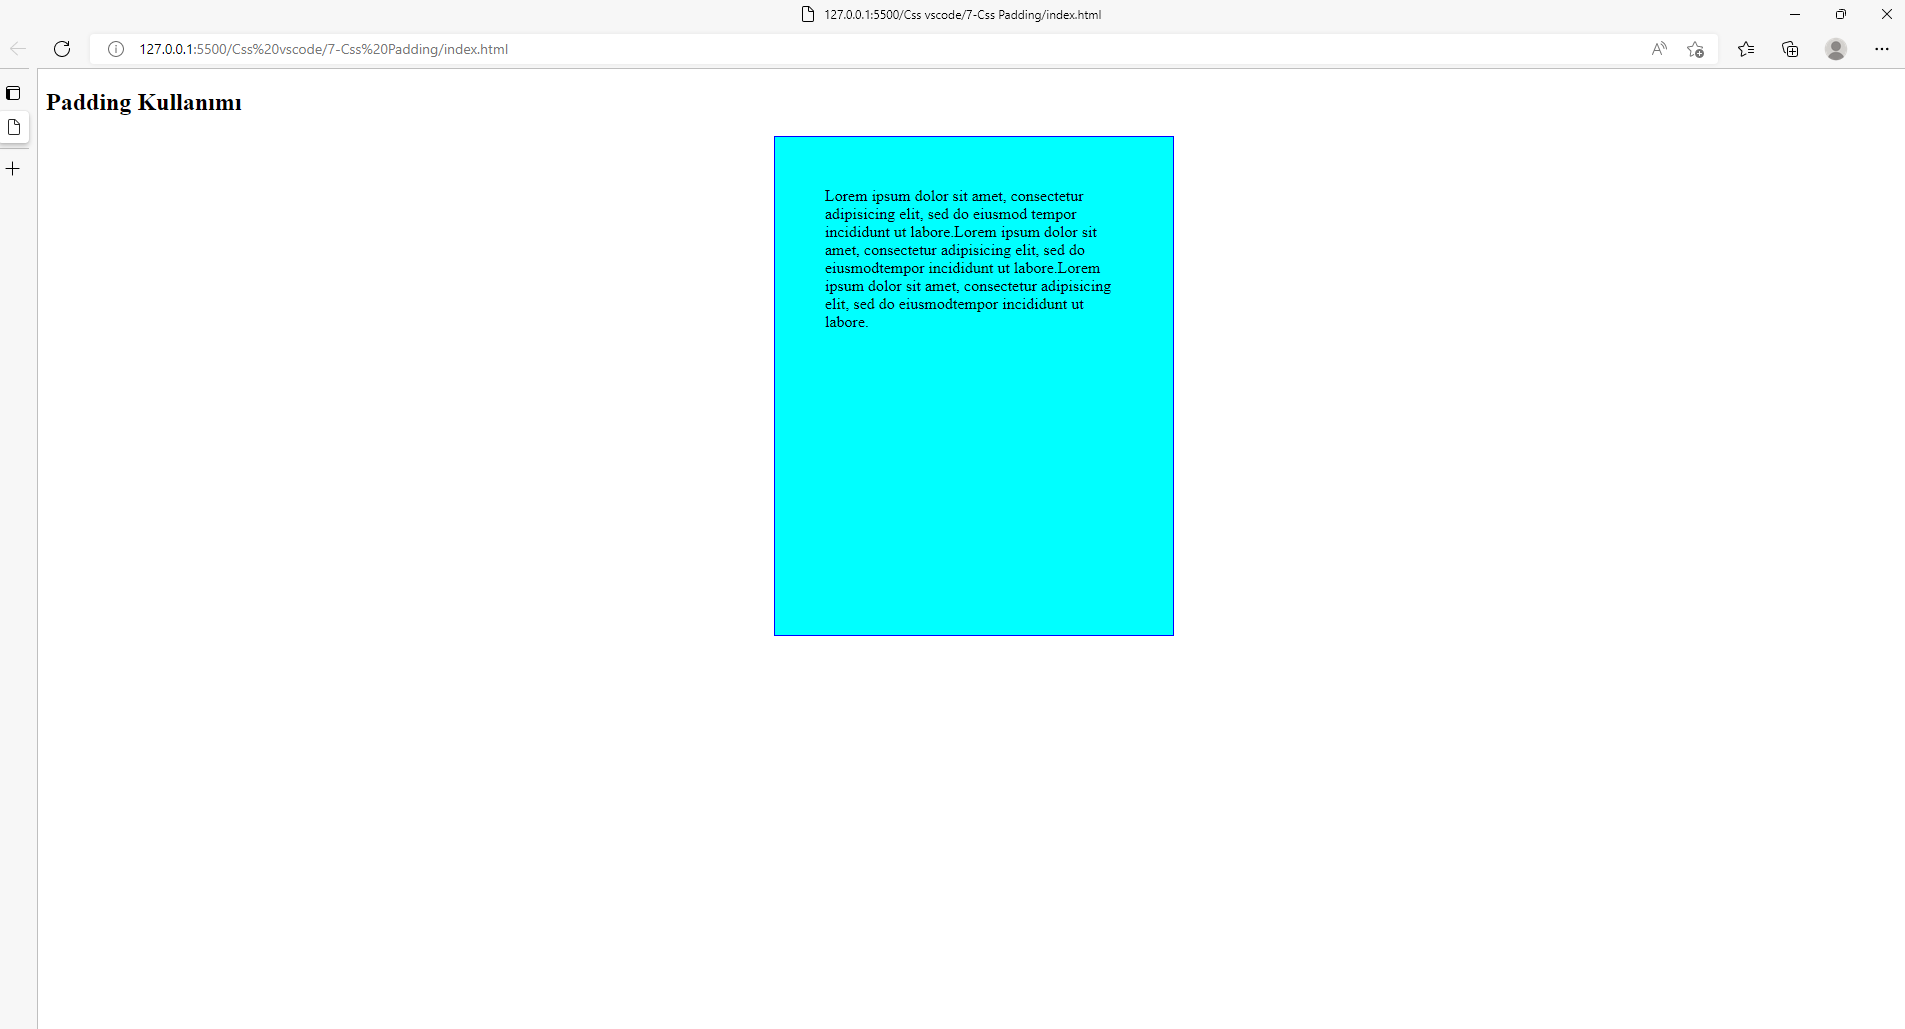 127.0.0.1:5500/Css vscode/7-Css Padding/index.html
127.0.0.1:5500/Css%20vscode/7-Css%20Padding/index.html
Padding Kullanımı
Lorem ipsum dolor sit amet, consectetur
adipisicing elit, sed do eiusmod tempor
incididunt ut labore.Lorem ipsum dolor sit
amet, consectetur adipisicing elit, sed do
eiusmodtempor incididunt ut labore.Lorem
ipsum dolor sit amet, consectetur adipisicing
elit, sed do eiusmodtempor incididunt ut
labore.